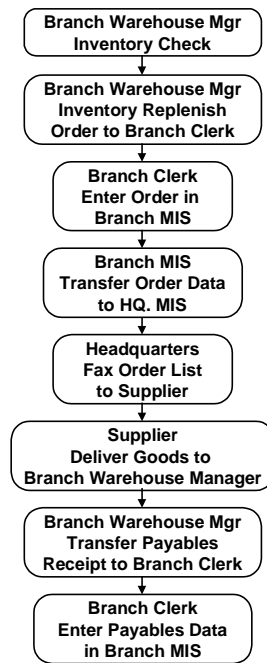 Branch Warehouse Mgr
Inventory Check
Branch Warehouse Mgr
Inventory Replenish
Order to Branch Clerk
Branch Clerk
Enter Order in
Branch MIS
Branch MIS
Transfer Order Data
to HQ. MIS
Headquarters
Fax Order List
to Supplier
Supplier
Deliver Goods to
Branch Warehouse Manager
Branch Warehouse Mgr
Transfer Payables
Receipt to Branch Clerk
Branch Clerk
Enter Payables Data
in Branch MIS